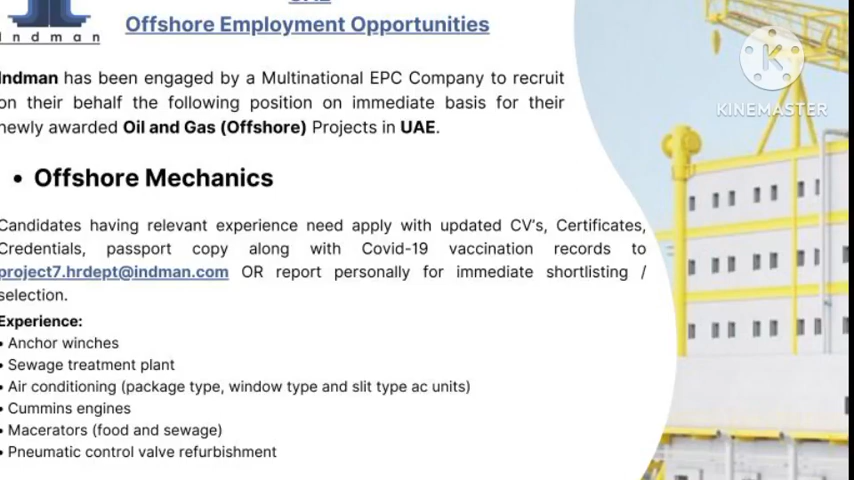 UAE
Offshore Employment Opportunities
Indman
Indman has been engaged by a Multinational EPC Company to recruit
on their behalf the following position on immediate basis for their
newly awarded Oil and Gas (Offshore) Projects in UAE.
• Offshore Mechanics
Candidates having relevant experience need apply with updated CV's, Certificates,
Credentials, passport copy along with Covid-19 vaccination records to
project7.hrdept@indman.com OR report personally for immediate shortlisting /
selection.
Experience:
• Anchor winches
• Sewage treatment plant
• Air conditioning (package type, window type and slit type ac units)
• Cummins engines
• Macerators (food and sewage)
• Pneumatic control valve refurbishment
KINEMASTER